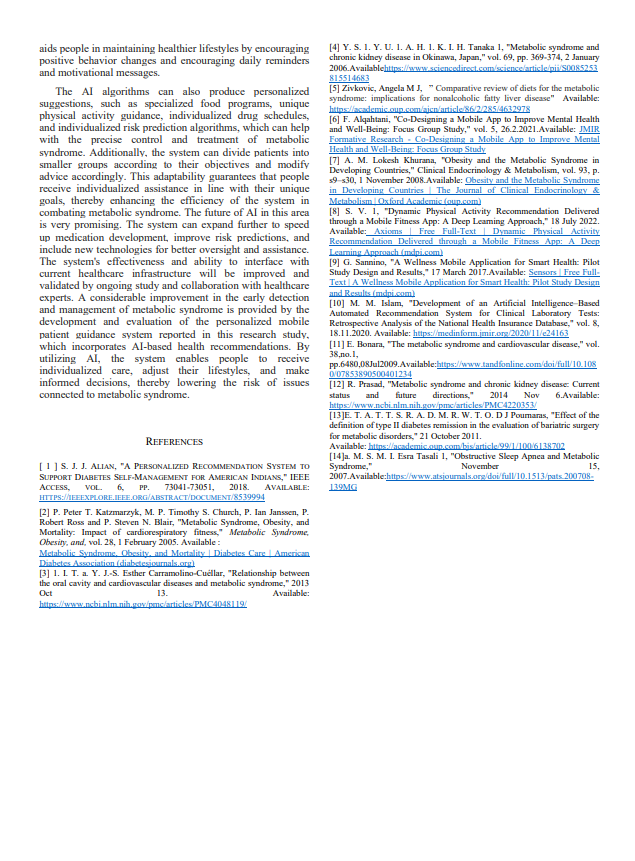 aids people in maintaining healthier lifestyles by encouraging
positive behavior changes and encouraging daily reminders
and motivational messages.
The AI algorithms can also produce personalized
suggestions, such as specialized food programs, unique
physical activity guidance, individualized drug schedules,
and individualized risk prediction algorithms, which can help
with the precise control and treatment of metabolic
syndrome. Additionally, the system can divide patients into
smaller groups according to their objectives and modify
advice accordingly. This adaptability guarantees that people
receive individualized assistance in line with their unique
goals, thereby enhancing the efficiency of the system in
combating metabolic syndrome. The future of AI in this area
is very promising. The system can expand further to speed
up medication development, improve risk predictions, and
include new technologies for better oversight and assistance.
The system's effectiveness and ability to interface with
current healthcare infrastructure will be improved and
validated by ongoing study and collaboration with healthcare
experts. A considerable improvement in the early detection
and management of metabolic syndrome is provided by the
development and evaluation of the personalized mobile
patient guidance system reported in this research study,
which incorporates AI-based health recommendations. By
utilizing AI, the system enables people to receive
individualized care, adjust their lifestyles, and make
informed decisions, thereby lowering the risk of issues
connected to metabolic syndrome.
REFERENCES
[ 1 ] S. J. J. ALIAN, "A PERSONALIZED RECOMMENDATION SYSTEM TO
SUPPORT DIABETES SELF-MANAGEMENT FOR AMERICAN INDIANS," IEEE
ACCESS, VOL. 6, PP. 73041-73051, 2018. AVAILABLE:
HTTPS://IEEEXPLORE.IEEE.ORG/ABSTRACT/DOCUMENT/8539994
[2] P. Peter T. Katzmarzyk, M. P. Timothy S. Church, P. Ian Janssen, P.
Robert Ross and P. Steven N. Blair, "Metabolic Syndrome, Obesity, and
Mortality: Impact of cardiorespiratory fitness," Metabolic Syndrome,
Obesity, and, vol. 28, 1 February 2005. Available :
Metabolic Syndrome, Obesity, and Mortality | Diabetes Care | American
Diabetes Association (diabetesjournals.org)
[3] 1. I. T. a. Y. J.-S. Esther Carramolino-Cuéllar, "Relationship between
the oral cavity and cardiovascular diseases and metabolic syndrome," 2013
Oct 13. Available:
https://www.ncbi.nlm.nih.gov/pmc/articles/PMC4048119/
[4] Y. S. 1. Y. U. 1. A. H. 1. K. I. H. Tanaka 1, "Metabolic syndrome and
chronic kidney disease in Okinawa, Japan," vol. 69, pp. 369-374, 2 January
2006.Availablehttps://www.sciencedirect.com/science/article/pii/S0085253
815514683
[5] Zivkovic, Angela M J, " Comparative review of diets for the metabolic
syndrome: implications for nonalcoholic fatty liver disease" Available:
https://academic.oup.com/ajcn/article/86/2/285/4632978
[6] F. Alqahtani, "Co-Designing a Mobile App to Improve Mental Health
and Well-Being: Focus Group Study," vol. 5, 26.2.2021.Available: JMIR
Formative Research - Co-Designing a Mobile App to Improve Mental
Health and Well-Being: Focus Group Study
[7] A. M. Lokesh Khurana, "Obesity and the Metabolic Syndrome in
Developing Countries," Clinical Endocrinology & Metabolism, vol. 93, p.
s9–s30, 1 November 2008.Available: Obesity and the Metabolic Syndrome
in Developing Countries | The Journal of Clinical Endocrinology &
Metabolism | Oxford Academic (oup.com)
[8] S. V. 1, "Dynamic Physical Activity Recommendation Delivered
through a Mobile Fitness App: A Deep Learning Approach," 18 July 2022.
Available: Axioms | Free Full-Text | Dynamic Physical Activity
Recommendation Delivered through a Mobile Fitness App: A Deep
Learning Approach (mdpi.com)
[9] G. Sannino, "A Wellness Mobile Application for Smart Health: Pilot
Study Design and Results," 17 March 2017.Available: Sensors | Free Full-
Text | A Wellness Mobile Application for Smart Health: Pilot Study Design
and Results (mdpi.com)
[10] M. M. Islam, "Development of an Artificial Intelligence–Based
Automated Recommendation System for Clinical Laboratory Tests:
Retrospective Analysis of the National Health Insurance Database," vol. 8,
18.11.2020. Available: https://medinform.jmir.org/2020/11/e24163
[11] E. Bonara, "The metabolic syndrome and cardiovascular disease," vol.
38,no.1,
pp.6480,08Jul2009.Available:https://www.tandfonline.com/doi/full/10.108
0/07853890500401234
[12] R. Prasad, "Metabolic syndrome and chronic kidney disease: Current
status and future directions," 2014 Nov 6.Available:
https://www.ncbi.nlm.nih.gov/pmc/articles/PMC4220353/
[13]E. T. A. T. T. S. R. A. D. M. R. W. T. O. D J Pournaras, "Effect of the
definition of type II diabetes remission in the evaluation of bariatric surgery
for metabolic disorders," 21 October 2011.
Available: https://academic.oup.com/bjs/article/99/1/100/6138702
[14]a. M. S. M. I. Esra Tasali 1, "Obstructive Sleep Apnea and Metabolic
Syndrome," November 15,
2007.Available:https://www.atsjournals.org/doi/full/10.1513/pats.200708-
139MG